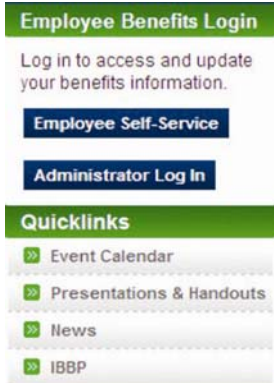 Employee Benefits Login
Log in to access and update
your benefits information.
Employee Self-Service
Administrator Log In
Quicklinks
Event Calendar
Presentations & Handouts
News
IBBP